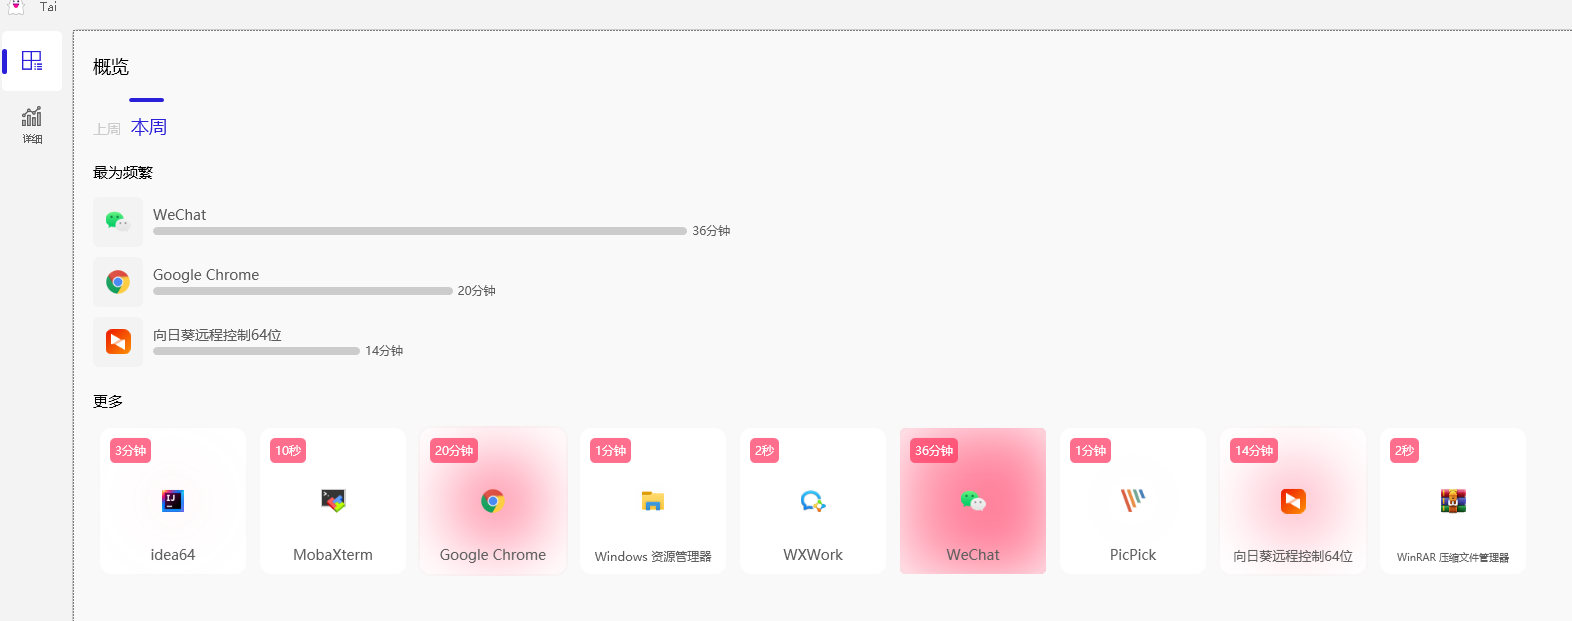 Tai
概览
上周 本周
详细
最为频繁
WeChat
36分钟
Google Chrome
20分钟
向日葵远程控制64位
14分钟
更多
3分钟 10秒 20分钟 1分钟 2秒 36分钟 1分钟 14分钟 2秒
idea64 MobaXterm Google Chrome Windows 资源管理器 WXWork WeChat PicPick 向日葵远程控制64位 WinRAR 压缩文件管理器